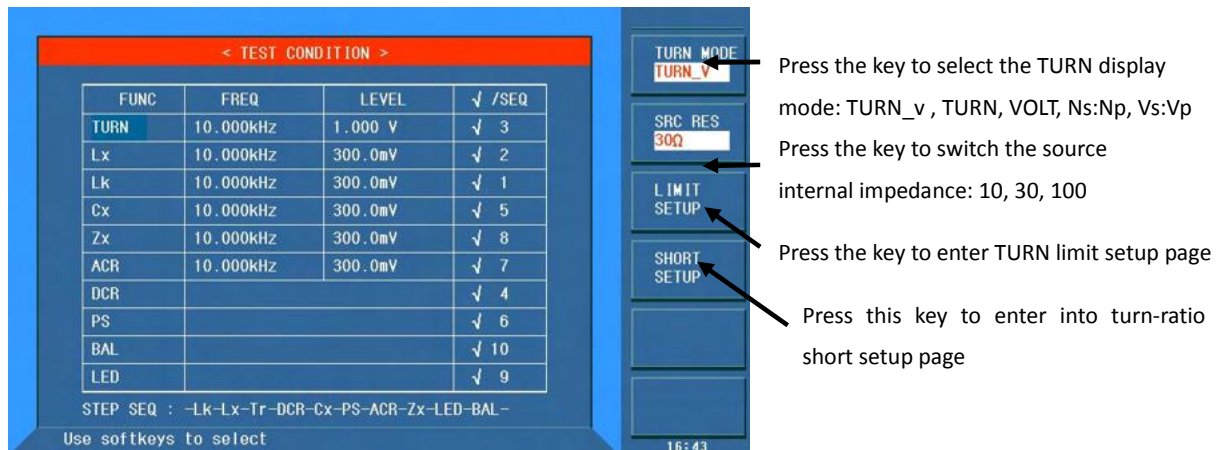 < TEST CONDITION >
FUNC FREQ LEVEL √ /SEQ
TURN 10.000kHz 1.000 V √ 3
Lx 10.000kHz 300.0mV √ 2
Lk 10.000kHz 300.0mV √ 1
Cx 10.000kHz 300.0mV √ 5
Zx 10.000kHz 300.0mV √ 8
ACR 10.000kHz 300.0mV √ 7
DCR √ 4
PS √ 6
BAL √ 10
LED √ 9
STEP SEQ : -Lk-Lx-Tr-DCR-Cx-PS-ACR-Zx-LED-BAL-
Use softkeys to select
TURN MODE
TURN_V
SRC RES
30Ω
LIMIT
SETUP
SHORT
SETUP
16:43
Press the key to select the TURN display
mode: TURN_v , TURN, VOLT, Ns:Np, Vs:Vp
Press the key to switch the source
internal impedance: 10, 30, 100
Press the key to enter TURN limit setup page
Press this key to enter into turn-ratio
short setup page